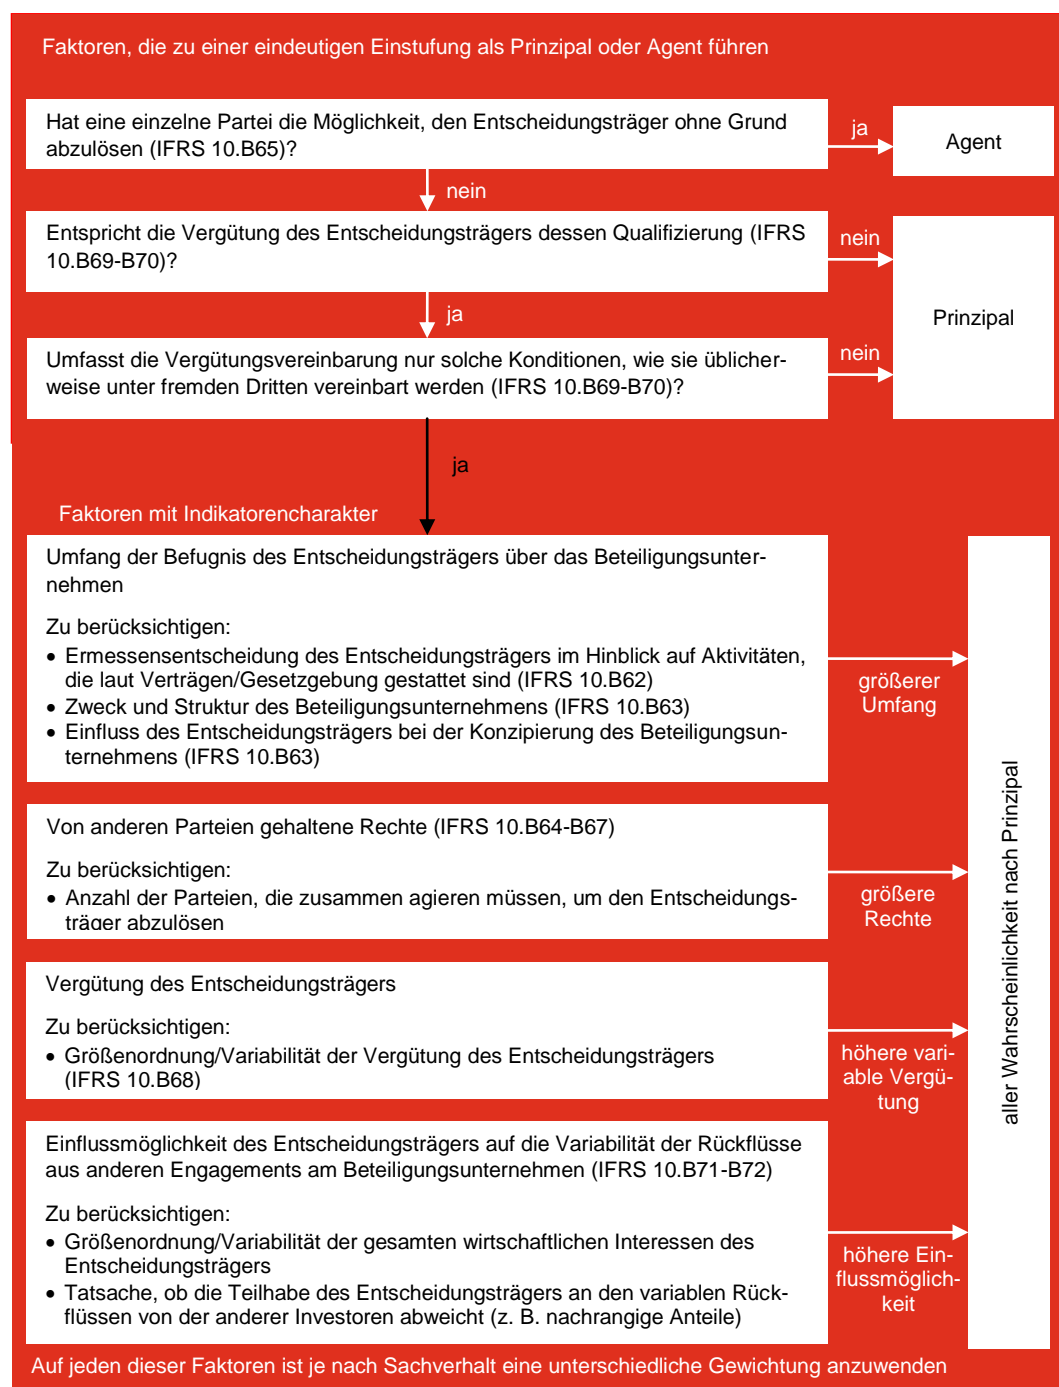 Faktoren, die zu einer eindeutigen Einstufung als Prinzipal oder Agent führen
Hat eine einzelne Partei die Möglichkeit, den Entscheidungsträger ohne Grund
abzulösen (IFRS 10.B65)?
ja
Agent
nein
Entspricht die Vergütung des Entscheidungsträgers dessen Qualifizierung (IFRS
10.B69-B70)?
nein
Prinzipal
ja
Umfasst die Vergütungsvereinbarung nur solche Konditionen, wie sie üblicher-
weise unter fremden Dritten vereinbart werden (IFRS 10.B69-B70)?
nein
ja
Faktoren mit Indikatorencharakter
Umfang der Befugnis des Entscheidungsträgers über das Beteiligungsunter-
nehmen
Zu berücksichtigen:
• Ermessensentscheidung des Entscheidungsträgers im Hinblick auf Aktivitäten,
die laut Verträgen/Gesetzgebung gestattet sind (IFRS 10.B62)
• Zweck und Struktur des Beteiligungsunternehmens (IFRS 10.B63)
• Einfluss des Entscheidungsträgers bei der Konzipierung des Beteiligungsun-
ternehmens (IFRS 10.B63)
größerer
Umfang
Von anderen Parteien gehaltene Rechte (IFRS 10.B64-B67)
Zu berücksichtigen:
• Anzahl der Parteien, die zusammen agieren müssen, um den Entscheidungs-
träger abzulösen
größere
Rechte
Vergütung des Entscheidungsträgers
Zu berücksichtigen:
• Größenordnung/Variabilität der Vergütung des Entscheidungsträgers
(IFRS 10.B68)
höhere vari-
able Vergü-
tung
Einflussmöglichkeit des Entscheidungsträgers auf die Variabilität der Rückflüsse
aus anderen Engagements am Beteiligungsunternehmen (IFRS 10.B71-B72)
Zu berücksichtigen:
• Größenordnung/Variabilität der gesamten wirtschaftlichen Interessen des
Entscheidungsträgers
• Tatsache, ob die Teilhabe des Entscheidungsträgers an den variablen Rück-
flüssen von der anderer Investoren abweicht (z. B. nachrangige Anteile)
höhere Ein-
flussmöglich-
keit
aller Wahrscheinlichkeit nach Prinzipal
Auf jeden dieser Faktoren ist je nach Sachverhalt eine unterschiedliche Gewichtung anzuwenden